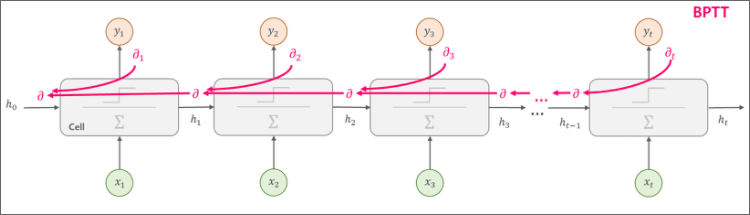 BPTT
y₁ y₂ y₃ yₜ
∂₁ ∂₂ ∂₃ ∂ₜ
∂ ∂ ∂ ∂ ... ∂
h₀ h₁ h₂ h₃ ... hₜ₋₁ hₜ
Σ Σ Σ Σ
Cell
x₁ x₂ x₃ xₜ